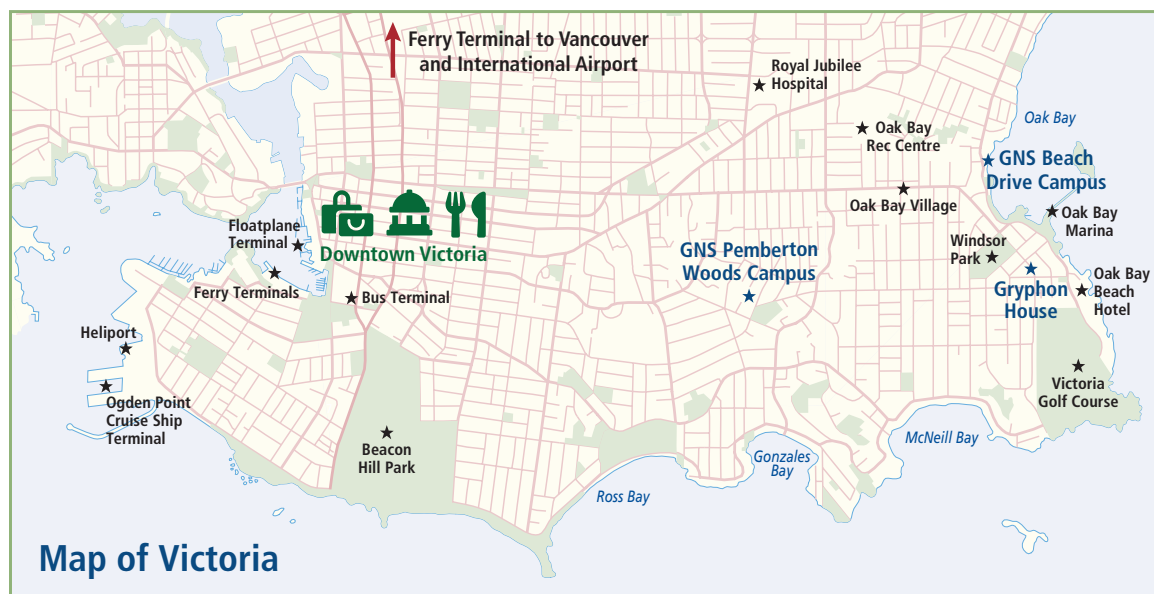 Ferry Terminal to Vancouver
and International Airport
Royal Jubilee
Hospital
Oak Bay
Oak Bay
Rec Centre
GNS Beach
Drive Campus
Oak Bay Village
Oak Bay
Marina
Floatplane
Terminal
Downtown Victoria
GNS Pemberton
Woods Campus
Windsor
Park
Ferry Terminals
Bus Terminal
Gryphon
House
Oak Bay
Beach
Hotel
Heliport
Ogden Point
Cruise Ship
Terminal
Victoria
Golf Course
Beacon
Hill Park
McNeill Bay
Gonzales
Bay
Ross Bay
Map of Victoria